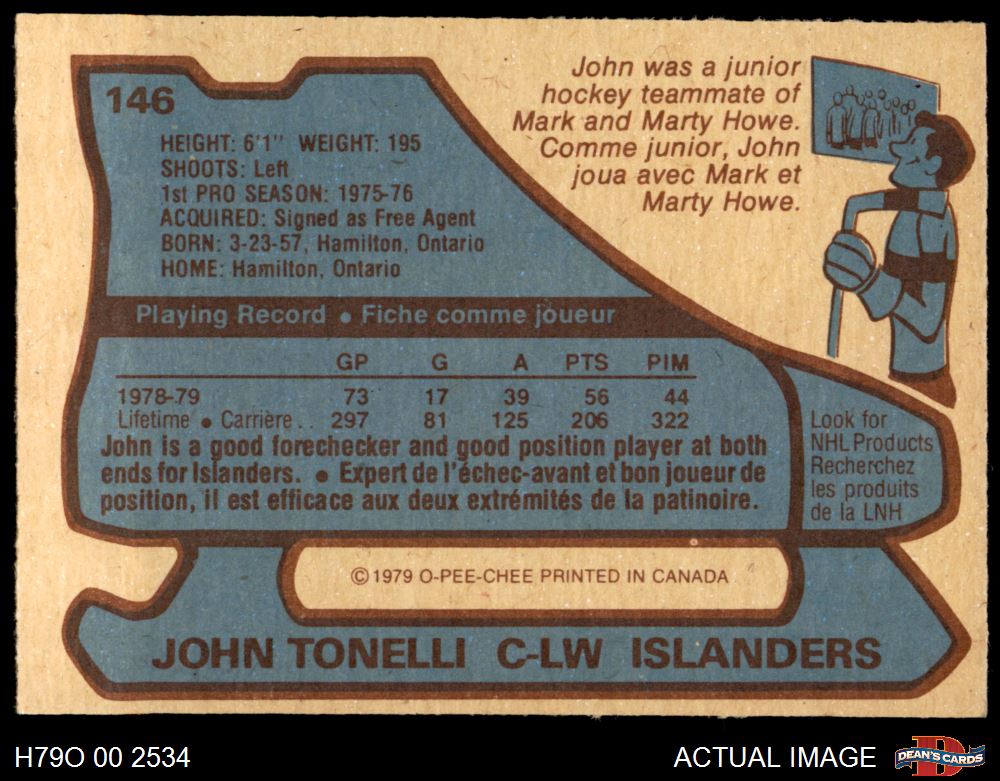 146
HEIGHT: 6'1" WEIGHT: 195
SHOOTS: Left
1st PRO SEASON: 1975-76
ACQUIRED: Signed as Free Agent
BORN: 3-23-57, Hamilton, Ontario
HOME: Hamilton, Ontario
John was a junior
hockey teammate of
Mark and Marty Howe.
Comme junior, John
joua avec Mark et
Marty Howe.
Playing Record • Fiche comme joueur
GP G A PTS PIM
1978-79 73 17 39 56 44
Lifetime • Carrière . . 297 81 125 206 322
John is a good forechecker and good position player at both
ends for Islanders. • Expert de l'échec-avant et bon joueur de
position, il est efficace aux deux extrémités de la patinoire.
Look for
NHL Products
Recherchez
les produits
de la LNH
©1979 O-PEE-CHEE PRINTED IN CANADA
JOHN TONELLI C-LW ISLANDERS
H79O 00 2534
ACTUAL IMAGE
D
DEAN'S CARDS